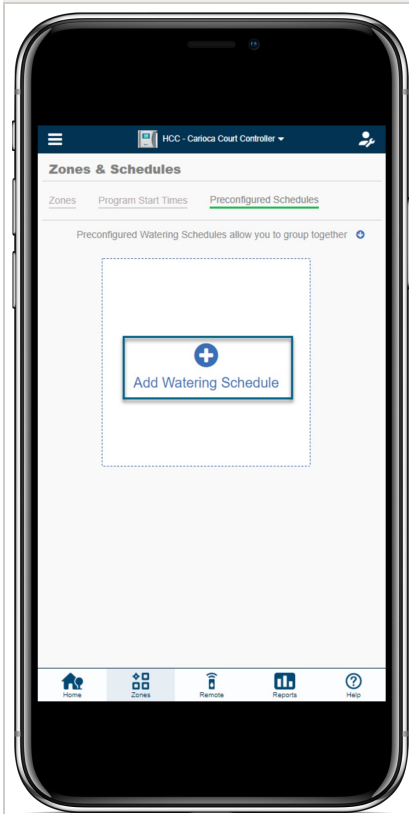 HCC - Carioca Court Controller
Zones & Schedules
Zones Program Start Times Preconfigured Schedules
Preconfigured Watering Schedules allow you to group together
Add Watering Schedule
Home Zones Remote Reports Help